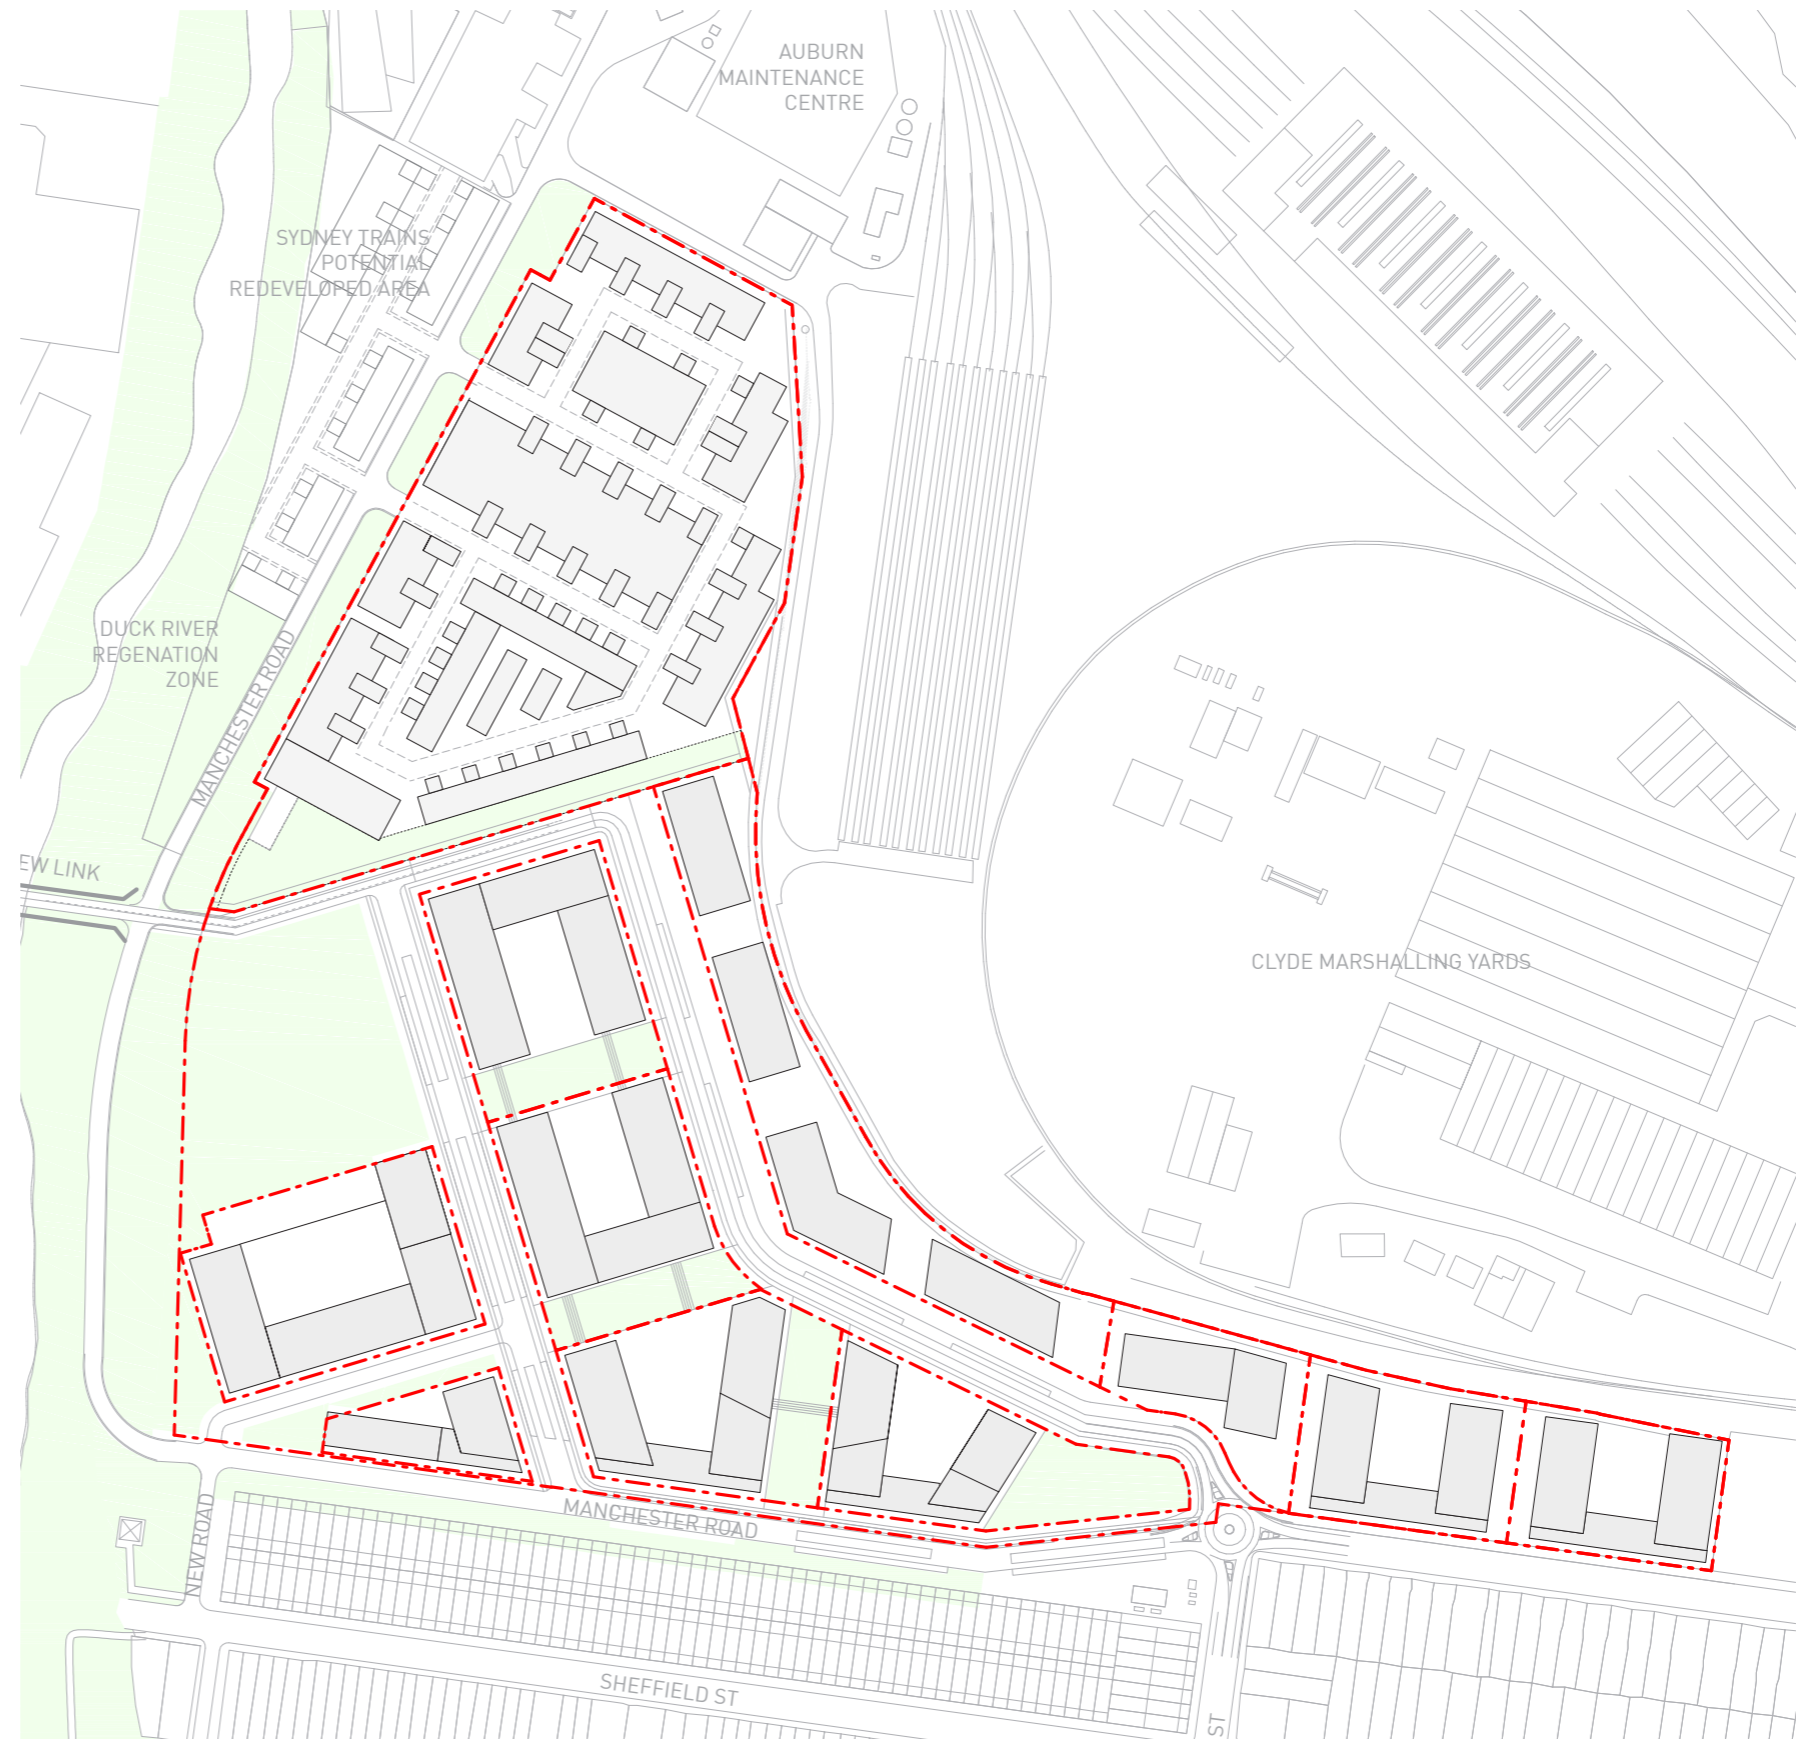 AUBURN
MAINTENANCE
CENTRE
SYDNEY TRAINS
POTENTIAL
REDEVELOPED AREA
DUCK RIVER
REGENATION
ZONE
MANCHESTER ROAD
EW LINK
CLYDE MARSHALLING YARDS
MANCHESTER ROAD
NEW ROAD
SHEFFIELD ST
ST